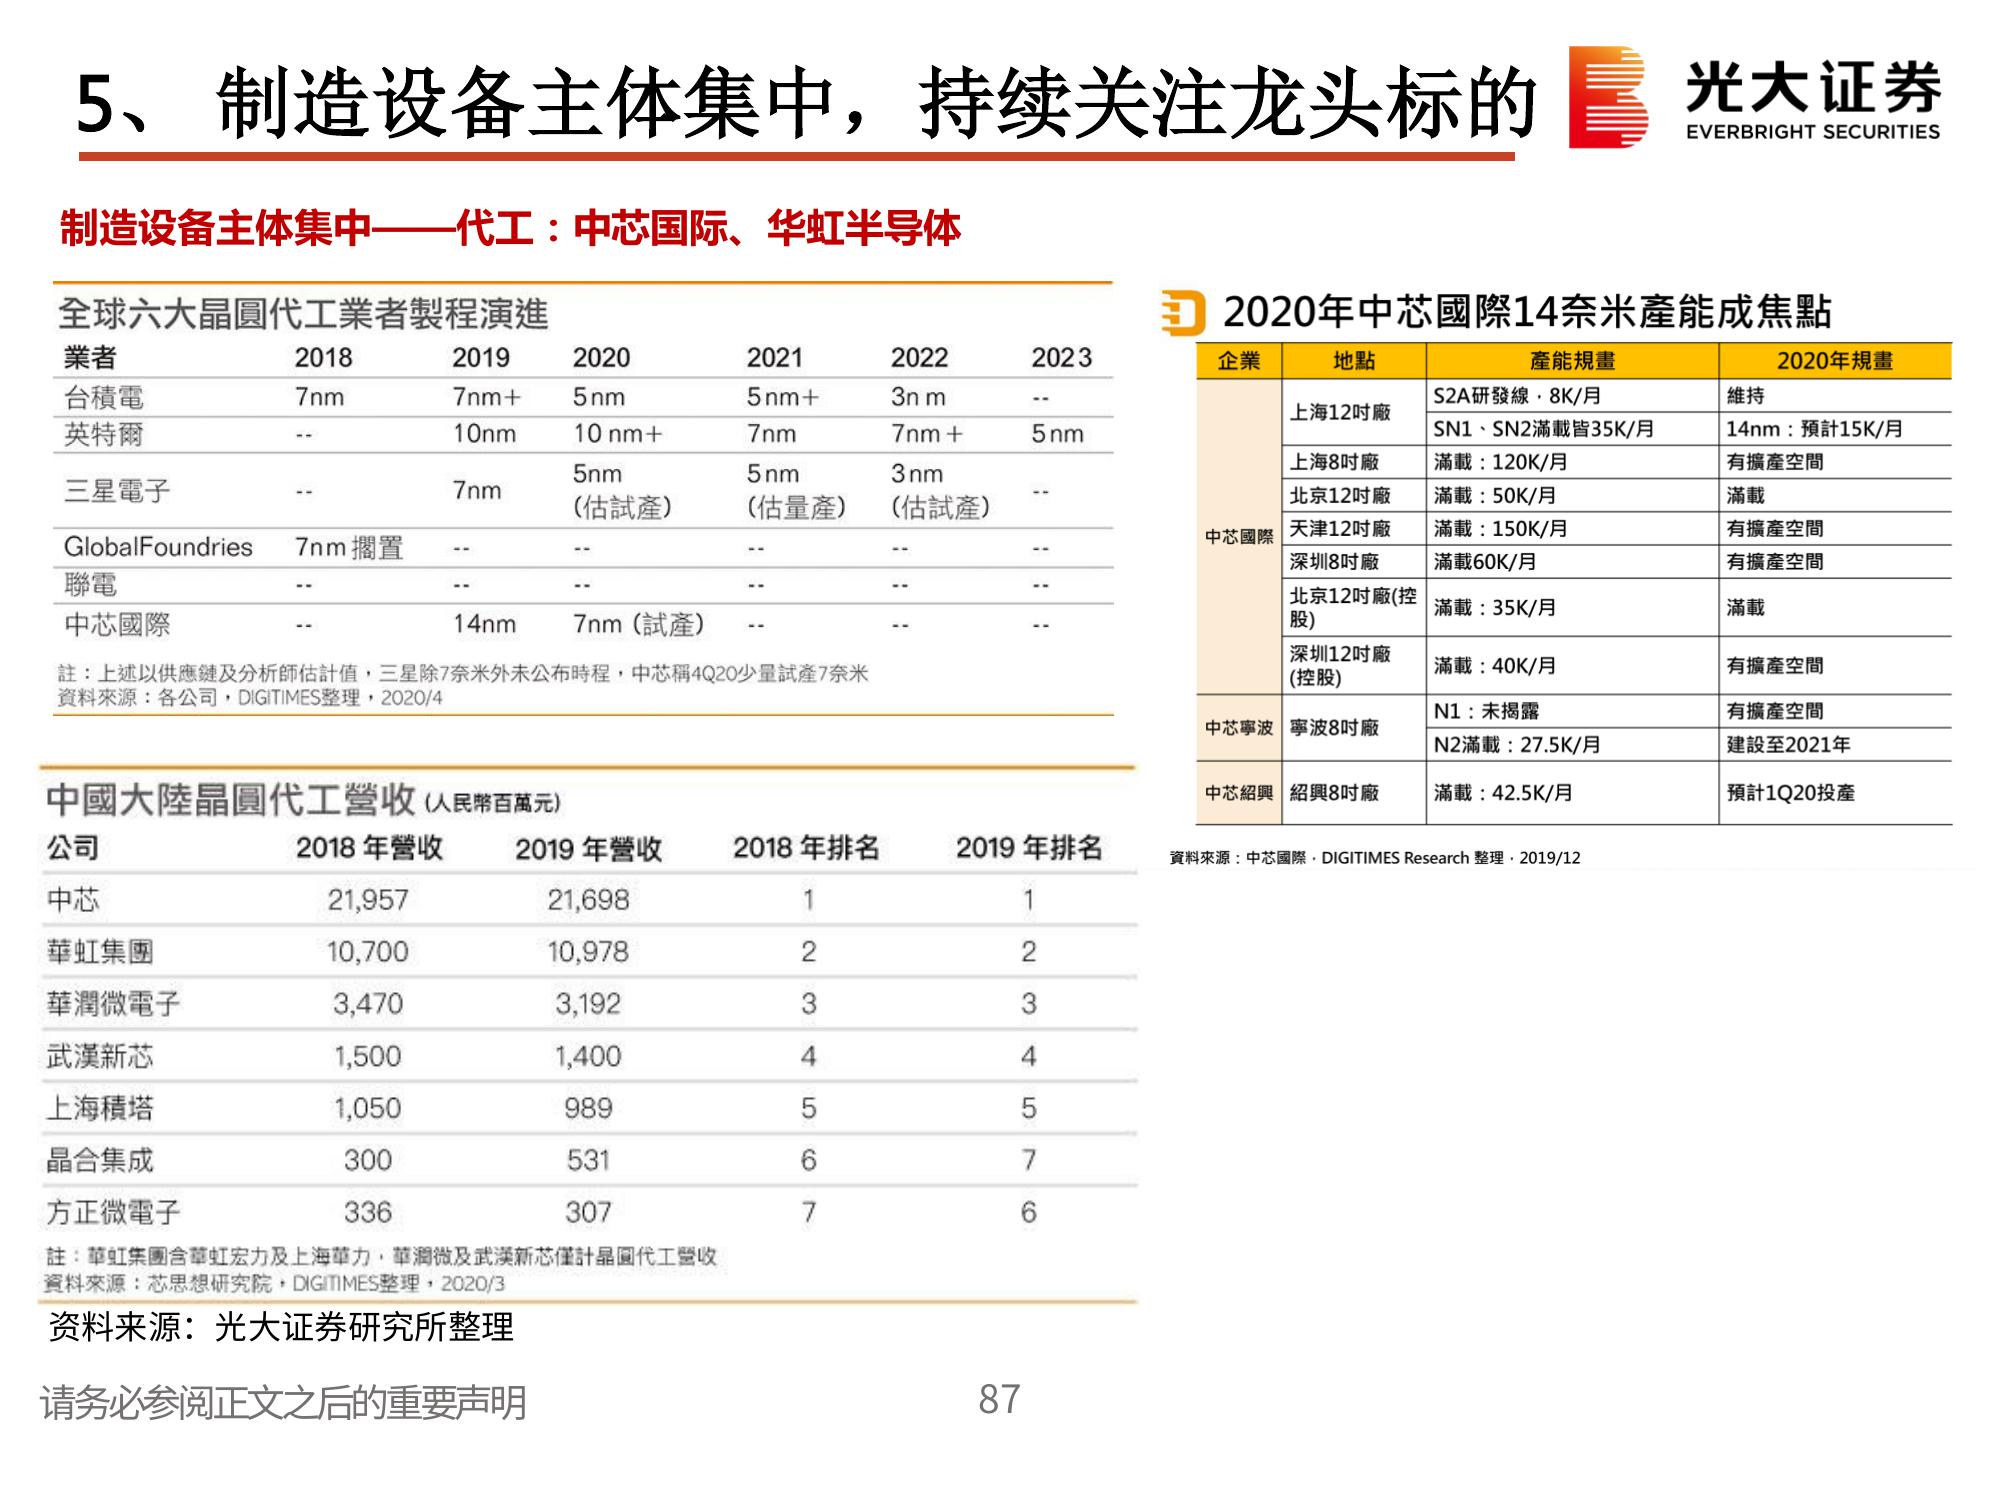 5、 制造设备主体集中，持续关注龙头标的
光大证券
EVERBRIGHT SECURITIES
制造设备主体集中——代工：中芯国际、华虹半导体
全球六大晶圓代工業者製程演進
業者 2018 2019 2020 2021 2022 2023
台積電 7nm 7nm+ 5nm 5nm+ 3nm --
英特爾 -- 10nm 10nm+ 7nm 7nm+ 5nm
三星電子 -- 7nm 5nm (估試產) 5nm (估量產) 3nm (估試產) --
GlobalFoundries 7nm擱置 -- -- -- -- --
聯電 -- -- -- -- -- --
中芯國際 -- 14nm 7nm (試產) -- -- --
註：上述以供應鏈及分析師估計值，三星除7奈米外未公布時程，中芯稱4Q20少量試產7奈米
資料來源：各公司，DIGITIMES整理，2020/4
中國大陸晶圓代工營收 (人民幣百萬元)
公司 2018 年營收 2019 年營收 2018 年排名 2019 年排名
中芯 21,957 21,698 1 1
華虹集團 10,700 10,978 2 2
華潤微電子 3,470 3,192 3 3
武漢新芯 1,500 1,400 4 4
上海積塔 1,050 989 5 5
晶合集成 300 531 6 7
方正微電子 336 307 7 6
註：華虹集團含華虹宏力及上海華力，華潤微及武漢新芯僅計晶圓代工營收
資料來源：芯思想研究院，DIGITIMES整理，2020/3
资料来源：光大证券研究所整理
2020年中芯國際14奈米產能成焦點
企業 地點 產能規畫 2020年規畫
中芯國際 上海12吋廠 S2A研發線，8K/月 維持
SN1、SN2滿載皆35K/月 14nm：預計15K/月
上海8吋廠 滿載：120K/月 有擴產空間
北京12吋廠 滿載：50K/月 滿載
天津12吋廠 滿載：150K/月 有擴產空間
深圳8吋廠 滿載60K/月 有擴產空間
北京12吋廠(控股) 滿載：35K/月 滿載
深圳12吋廠(控股) 滿載：40K/月 有擴產空間
中芯寧波 寧波8吋廠 N1：未揭露 有擴產空間
N2滿載：27.5K/月 建設至2021年
中芯紹興 紹興8吋廠 滿載：42.5K/月 預計1Q20投產
資料來源：中芯國際，DIGITIMES Research 整理，2019/12
请务必参阅正文之后的重要声明
87